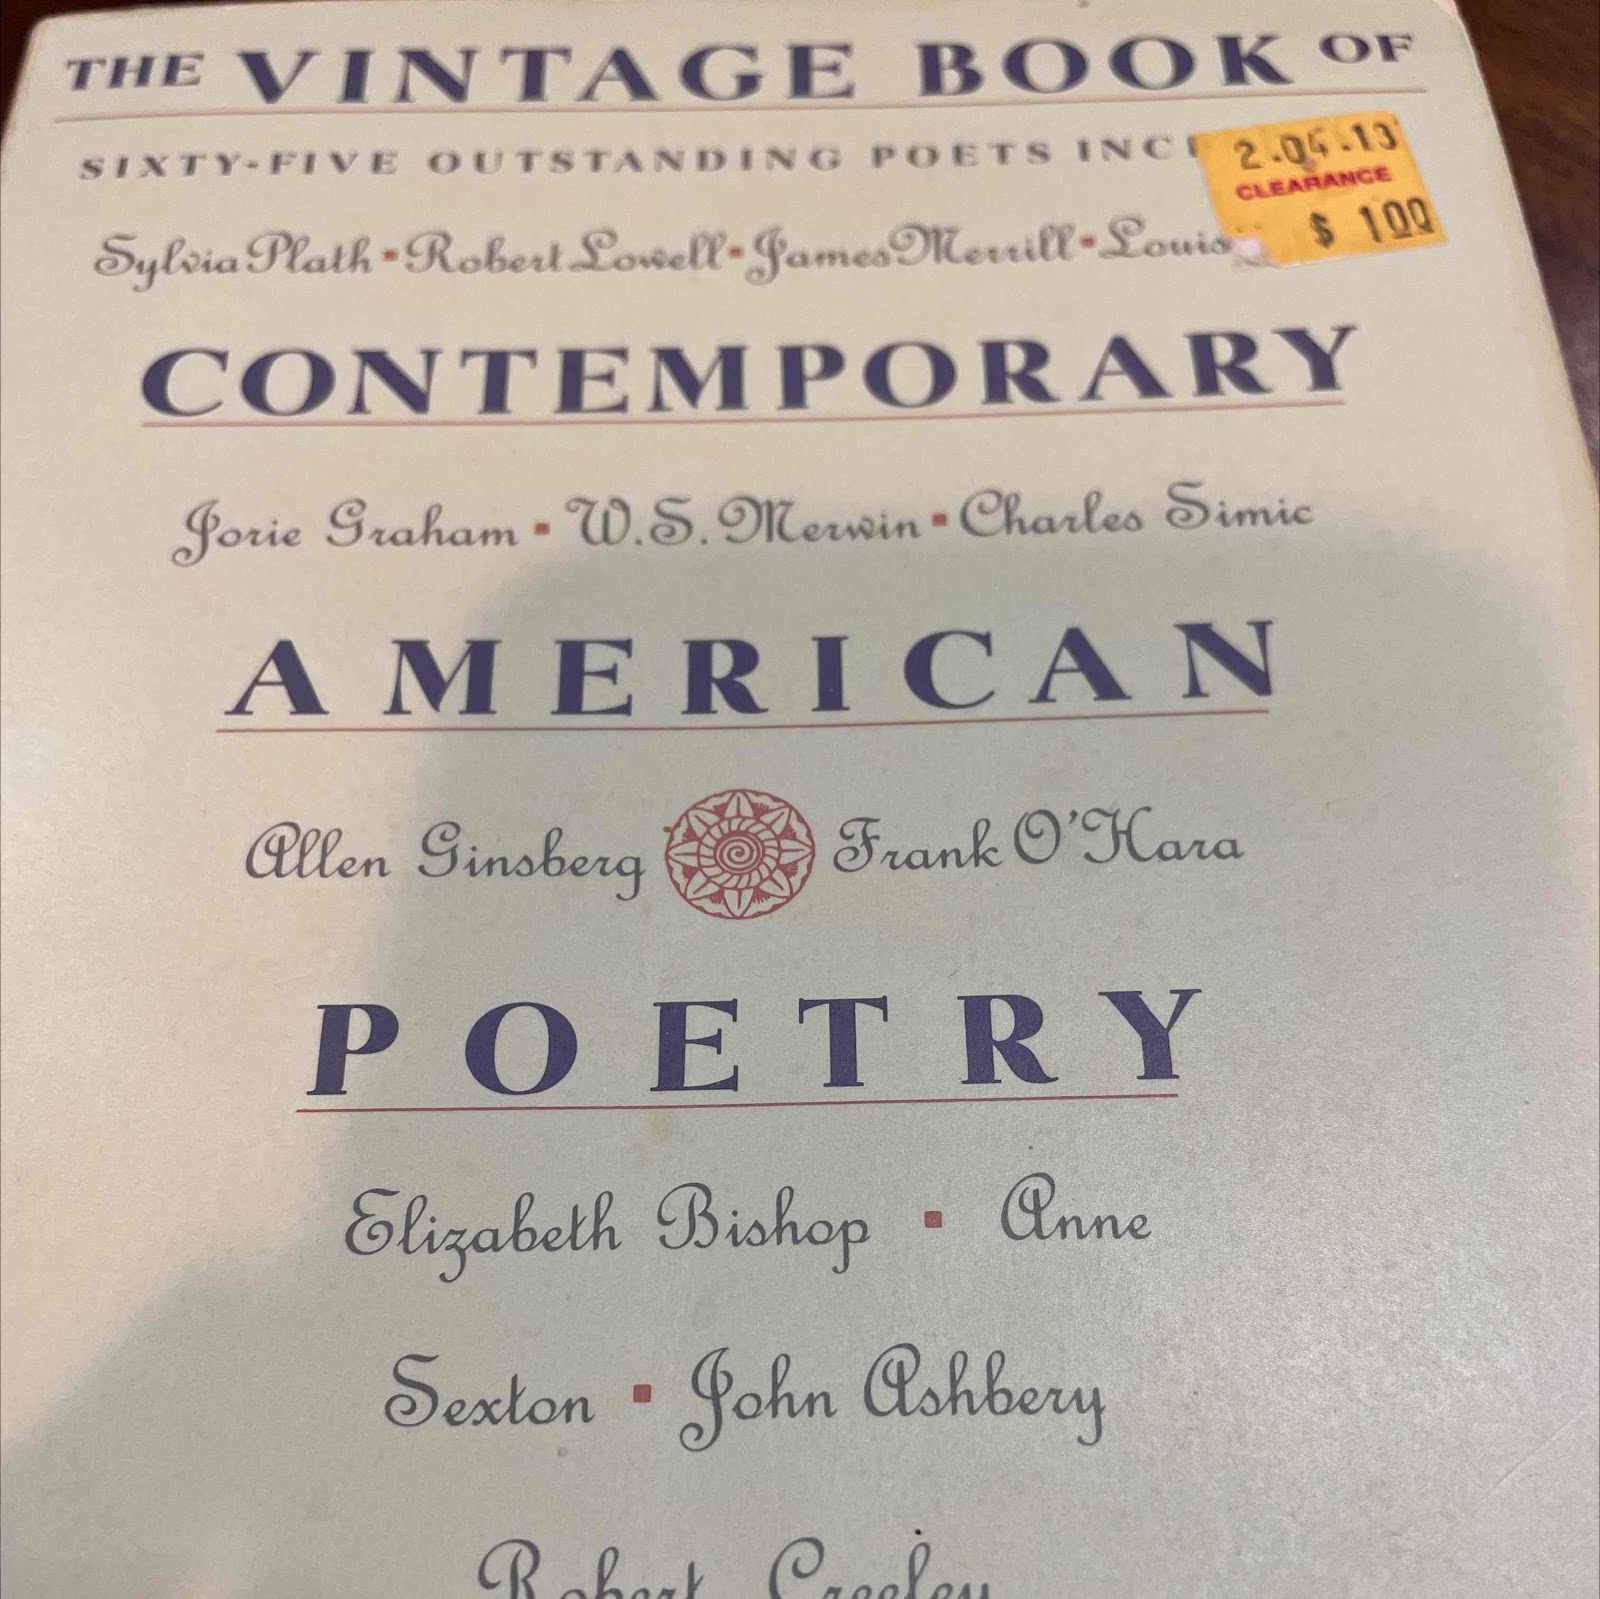 THE VINTAGE BOOK OF
SIXTY-FIVE OUTSTANDING POETS
2.04.13
CLEARANCE
$ 100
Sylvia Plath ▪ Robert Lowell ▪ James Merrill ▪
CONTEMPORARY
Jorie Graham ▪ W.S. Merwin ▪ Charles Simic
AMERICAN
Allen Ginsberg Frank O'Hara
POETRY
Elizabeth Bishop ▪ Anne
Sexton ▪ John Ashbery
Robert Creeley